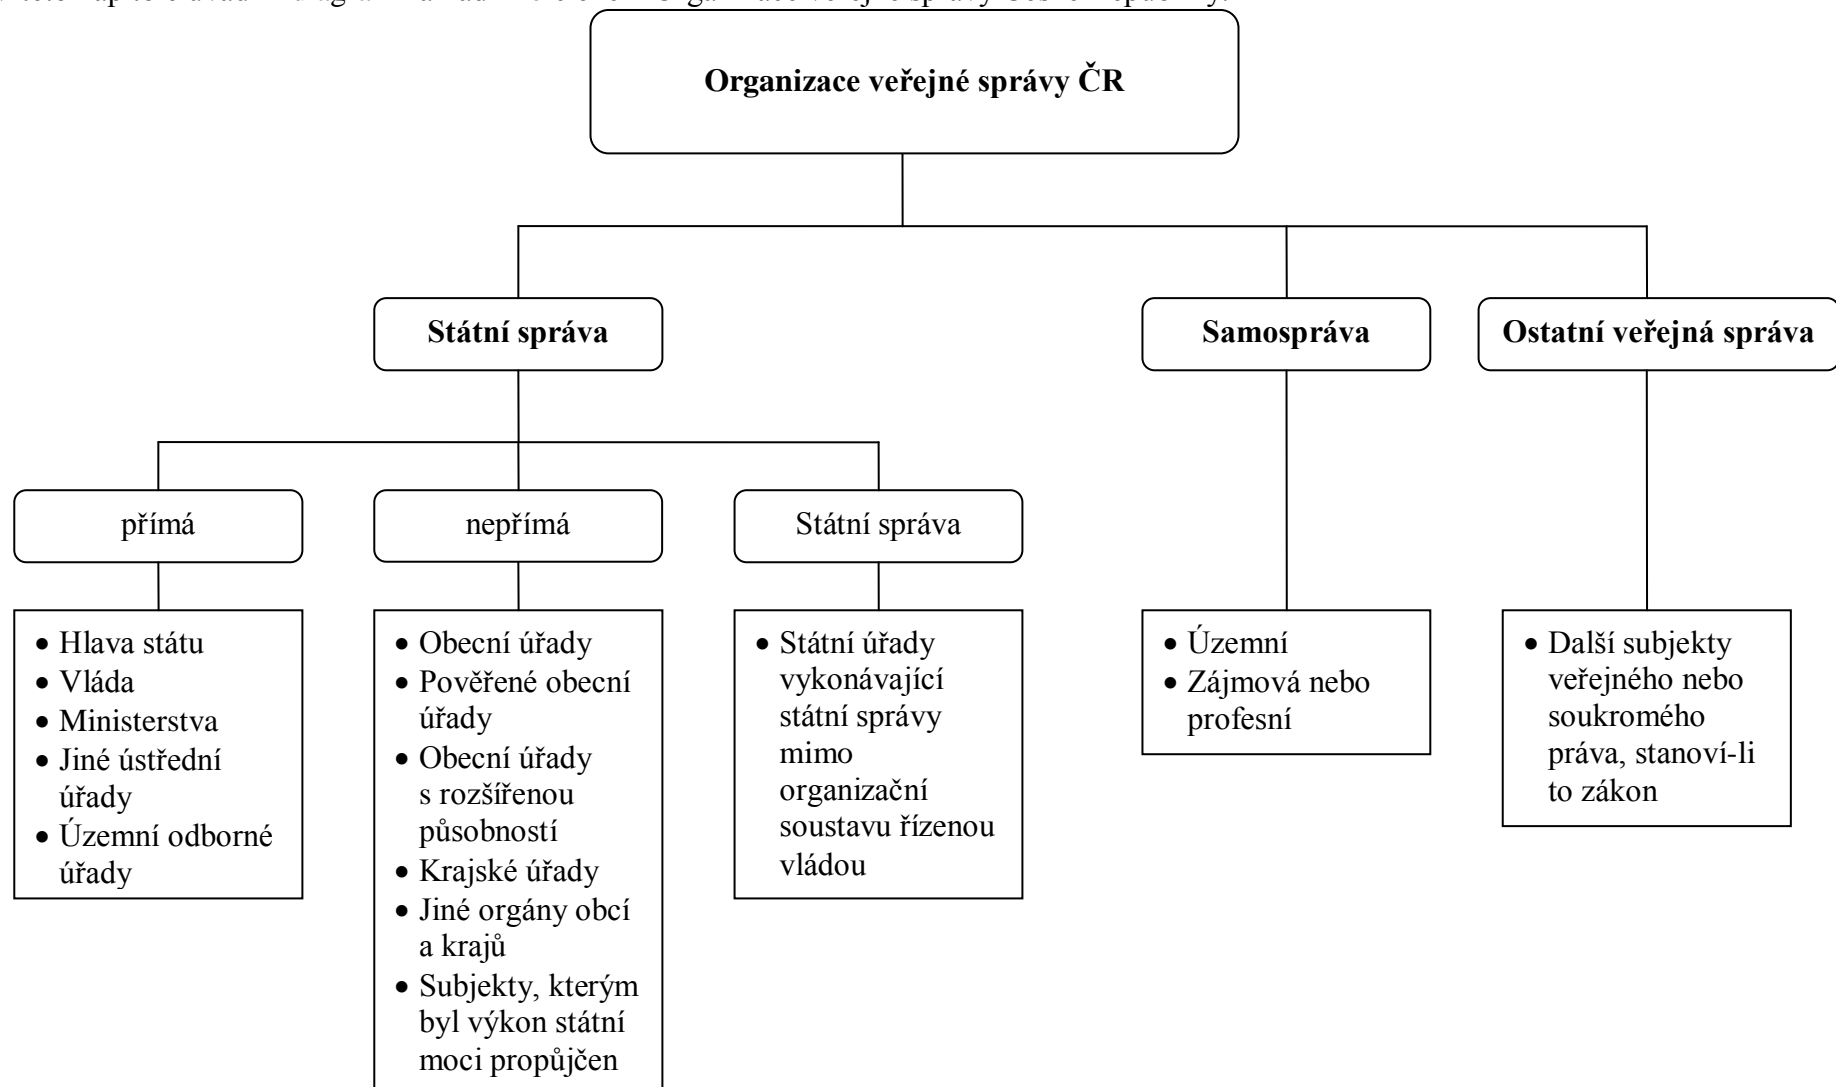 Organizace veřejné správy ČR
Státní správa
Samospráva
Ostatní veřejná správa
přímá
nepřímá
Státní správa
• Hlava státu
• Vláda
• Ministerstva
• Jiné ústřední
úřady
• Územní odborné
úřady
• Obecní úřady
• Pověřené obecní
úřady
• Obecní úřady
s rozšířenou
působností
• Krajské úřady
• Jiné orgány obcí
a krajů
• Subjekty, kterým
byl výkon státní
moci propůjčen
• Státní úřady
vykonávající
státní správy
mimo
organizační
soustavu řízenou
vládou
• Územní
• Zájmová nebo
profesní
• Další subjekty
veřejného nebo
soukromého
práva, stanoví-li
to zákon